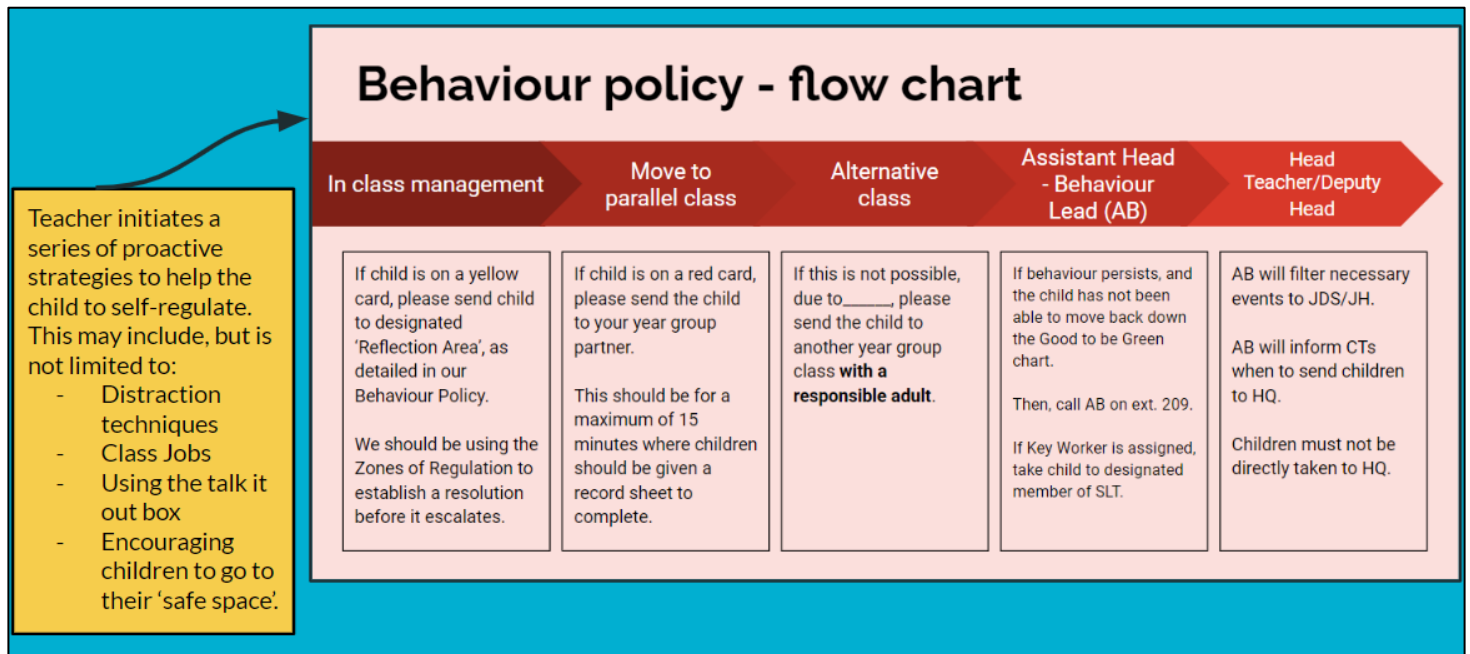 Behaviour policy - flow chart
Teacher initiates a
series of proactive
strategies to help the
child to self-regulate.
This may include, but is
not limited to:
- Distraction
techniques
- Class Jobs
- Using the talk it
out box
- Encouraging
children to go to
their ‘safe space’.
In class management
If child is on a yellow
card, please send child
to designated
‘Reflection Area’, as
detailed in our
Behaviour Policy.
We should be using the
Zones of Regulation to
establish a resolution
before it escalates.
Move to
parallel class
If child is on a red card,
please send the child
to your year group
partner.
This should be for a
maximum of 15
minutes where children
should be given a
record sheet to
complete.
Alternative
class
If this is not possible,
due to______, please
send the child to
another year group
class with a
responsible adult.
Assistant Head
- Behaviour
Lead (AB)
If behaviour persists, and
the child has not been
able to move back down
the Good to be Green
chart.
Then, call AB on ext. 209.
If Key Worker is assigned,
take child to designated
member of SLT.
Head
Teacher/Deputy
Head
AB will filter necessary
events to JDS/JH.
AB will inform CTs
when to send children
to HQ.
Children must not be
directly taken to HQ.